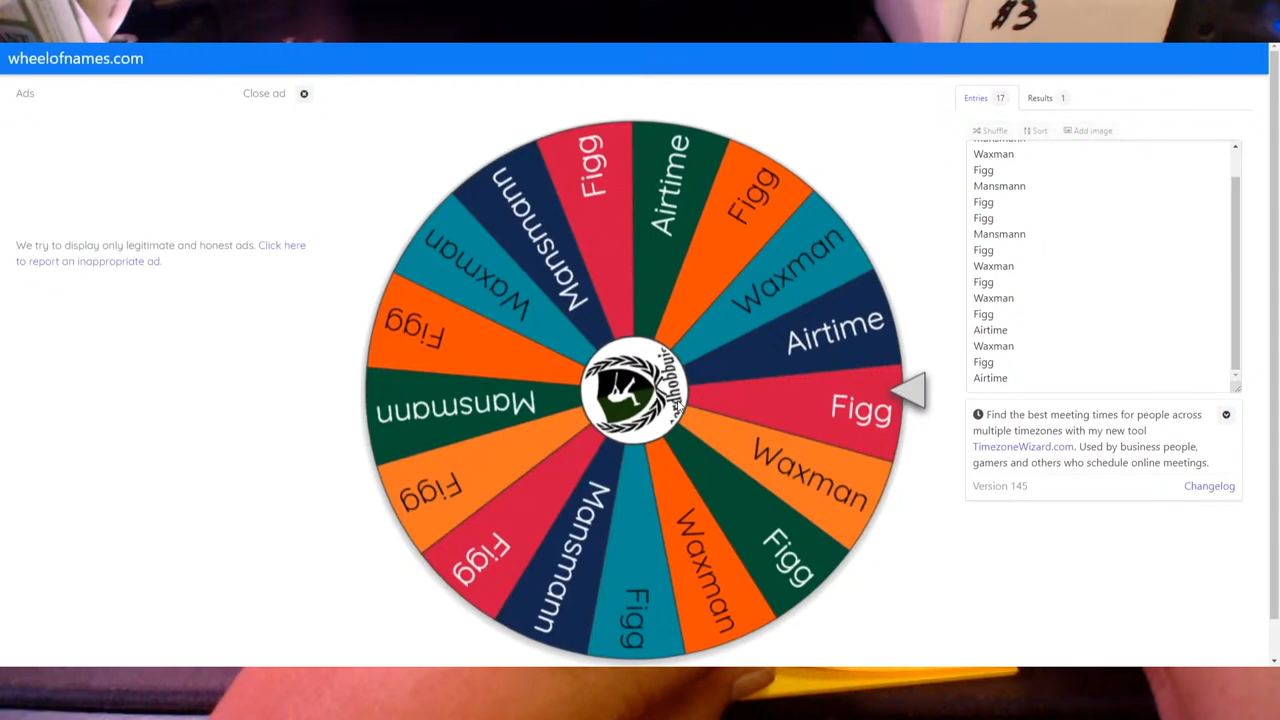 13
wheelofnames.com
Ads
Close ad
We try to display only legitimate and honest ads. Click here
to report an inappropriate ad.
Figg
Airtime
Figg
Waxman
Airtime
Figg
Waxman
Figg
Waxman
Figg
Mansmann
Figg
Figg
Mansmann
Figg
Waxman
Mansmann
Entries 17
Results 1
Shuffle
Sort
Add image
Mansmann
Waxman
Figg
Mansmann
Figg
Figg
Mansmann
Figg
Waxman
Figg
Waxman
Figg
Airtime
Waxman
Figg
Airtime
Find the best meeting times for people across
multiple timezones with my new tool
TimezoneWizard.com. Used by business people,
gamers and others who schedule online meetings.
Version 145
Changelog